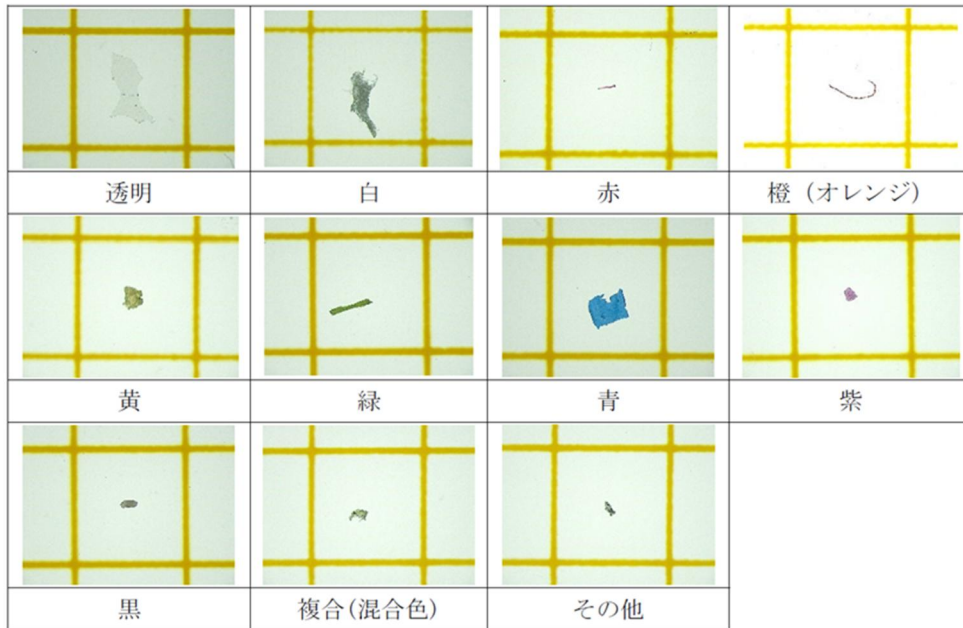 透明 白 赤 橙（オレンジ）
黄 緑 青 紫
黒 複合(混合色) その他